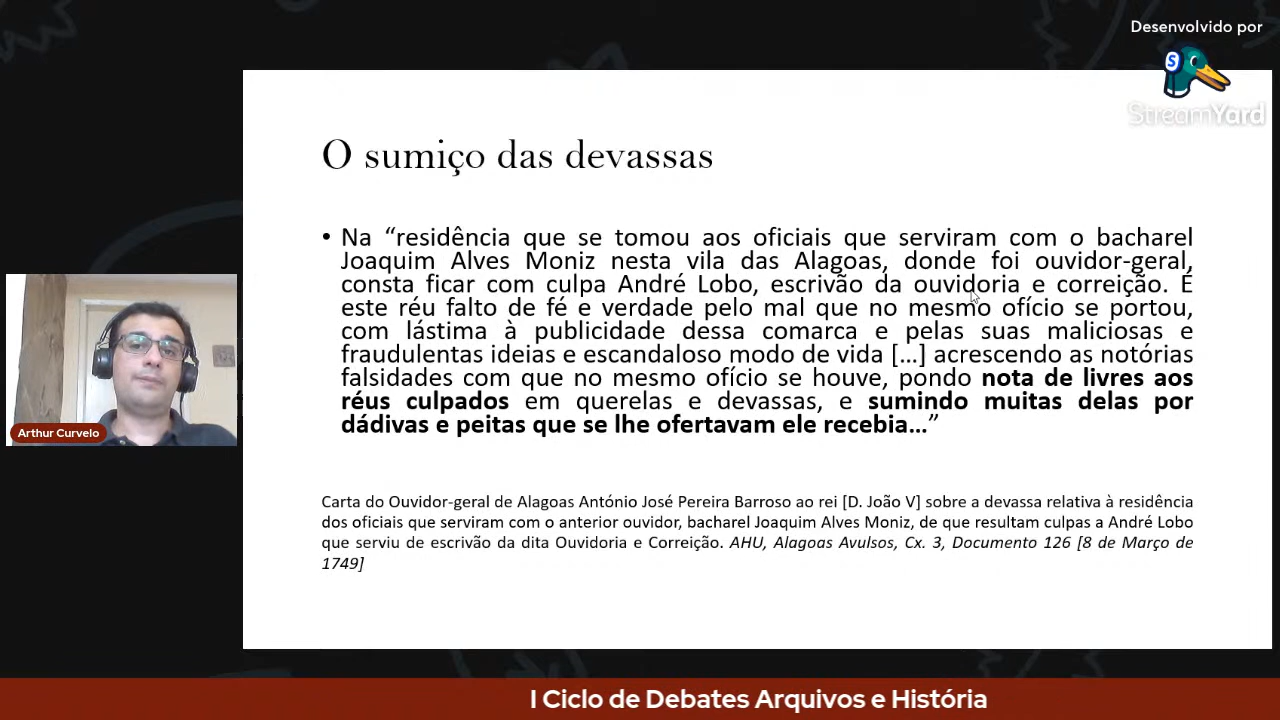 Desenvolvido por
StreamYard
O sumiço das devassas
• Na “residência que se tomou aos oficiais que serviram com o bacharel
Joaquim Alves Moniz nesta vila das Alagoas, donde foi ouvidor-geral,
consta ficar com culpa André Lobo, escrivão da ouvidoria e correição. E
este réu falto de fé e verdade pelo mal que no mesmo ofício se portou,
com lástima à publicidade dessa comarca e pelas suas maliciosas e
fraudulentas ideias e escandaloso modo de vida [...] acrescendo as notórias
falsidades com que no mesmo ofício se houve, pondo nota de livres aos
réus culpados em querelas e devassas, e sumindo muitas delas por
dádivas e peitas que se lhe ofertavam ele recebia...”
Carta do Ouvidor-geral de Alagoas António José Pereira Barroso ao rei [D. João V] sobre a devassa relativa à residência
dos oficiais que serviram com o anterior ouvidor, bacharel Joaquim Alves Moniz, de que resultam culpas a André Lobo
que serviu de escrivão da dita Ouvidoria e Correição. AHU, Alagoas Avulsos, Cx. 3, Documento 126 [8 de Março de
1749]
Arthur Curvelo
I Ciclo de Debates Arquivos e História